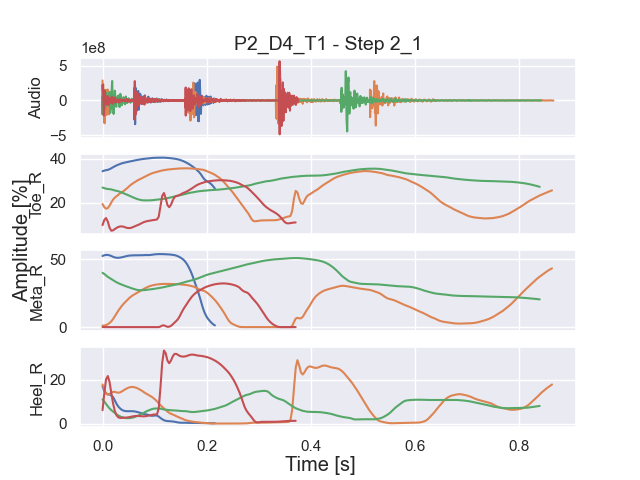 P2_D4_T1 - Step 2_1
1e8
5
0
−5
Audio
40
20
Toe_R
Amplitude [%]
50
0
Meta_R
20
0
Heel_R
0.0 0.2 0.4 0.6 0.8
Time [s]